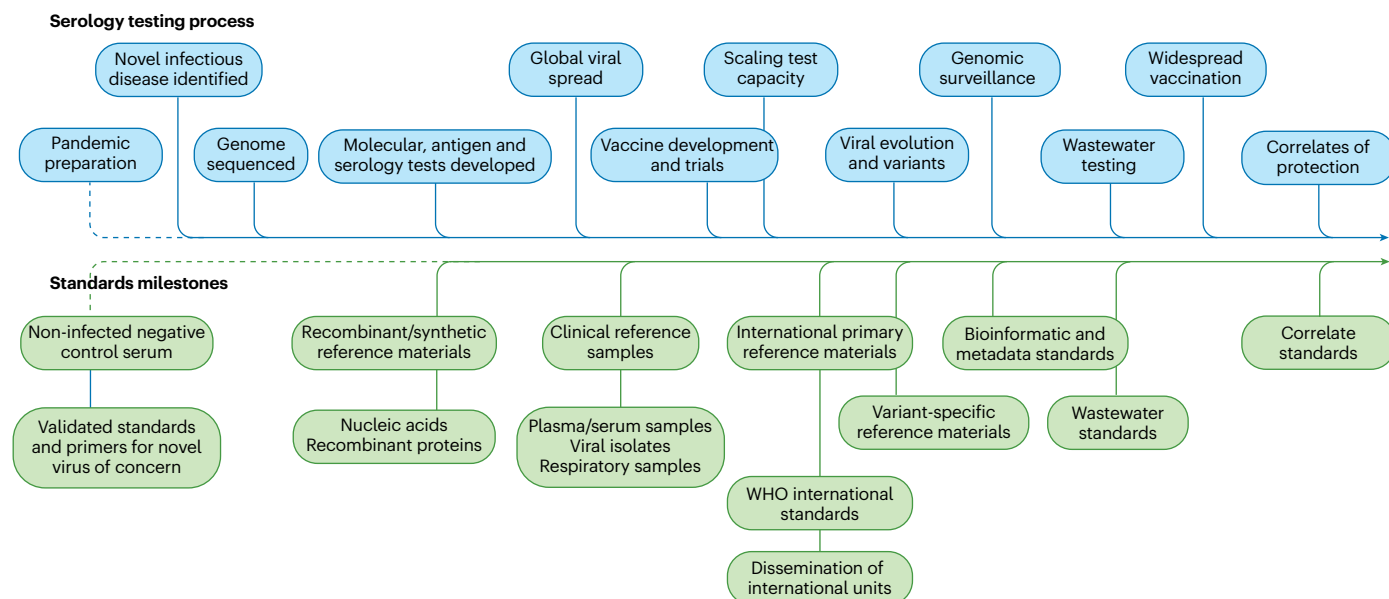 Serology testing process
Novel infectious
disease identified
Global viral
spread
Scaling test
capacity
Genomic
surveillance
Widespread
vaccination
Pandemic
preparation
Genome
sequenced
Molecular, antigen and
serology tests developed
Vaccine development
and trials
Viral evolution
and variants
Wastewater
testing
Correlates of
protection
Standards milestones
Non-infected negative
control serum
Recombinant/synthetic
reference materials
Clinical reference
samples
International primary
reference materials
Bioinformatic and
metadata standards
Correlate
standards
Validated standards
and primers for novel
virus of concern
Nucleic acids
Recombinant proteins
Plasma/serum samples
Viral isolates
Respiratory samples
Variant-specific
reference materials
Wastewater
standards
WHO international
standards
Dissemination of
international units